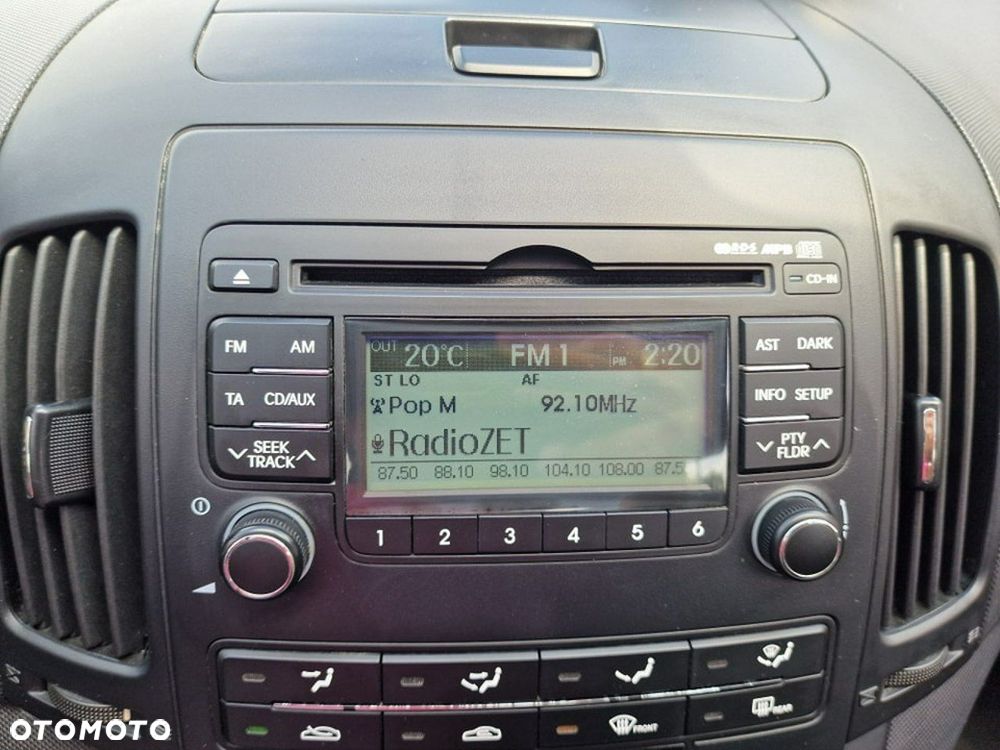 RDS MP3
CD-IN
FM AM
AST DARK
TA CD/AUX
INFO SETUP
SEEK
TRACK
PTY
FLDR
OUT 20°C FM 1 PM 2:20
ST LO AF
Pop M 92.10MHz
RadioZET
87.50 88.10 98.10 104.10 108.00 87.5
1 2 3 4 5 6
FRONT
REAR
OTOMOTO